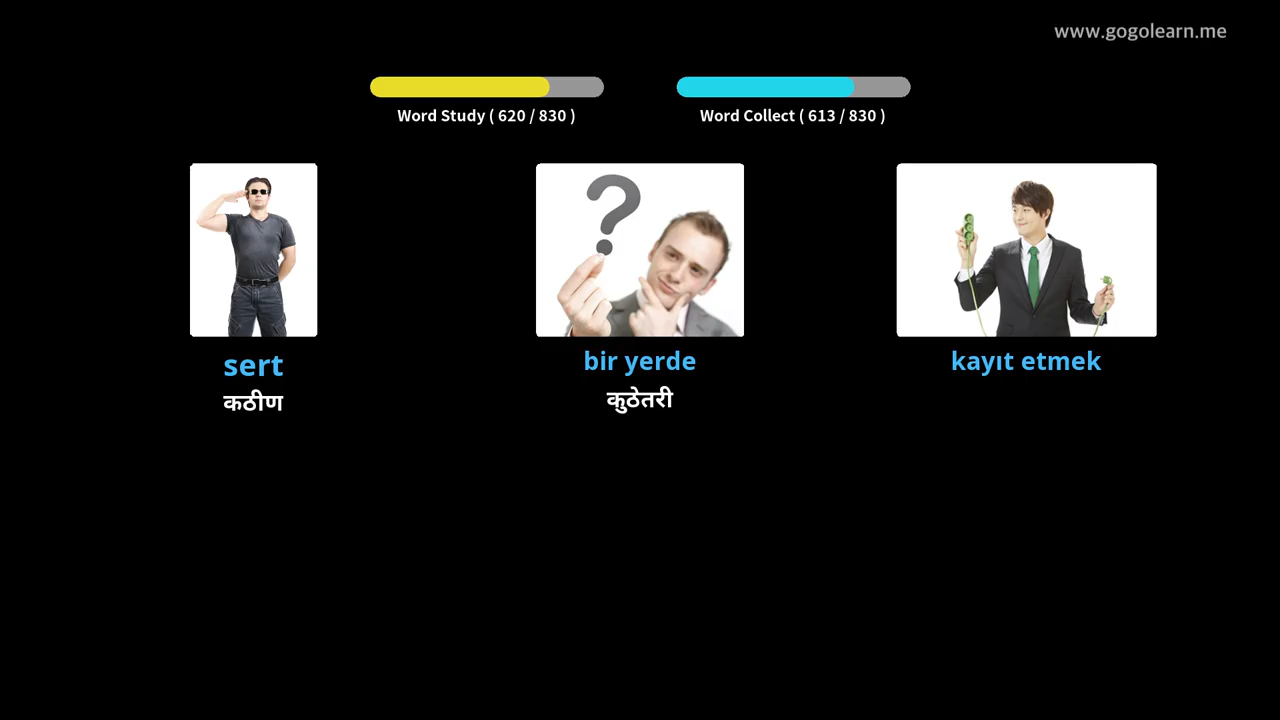 www.gogolearn.me
Word Study ( 620 / 830 )
Word Collect ( 613 / 830 )
sert
कठीण
bir yerde
कुठेतरी
kayıt etmek